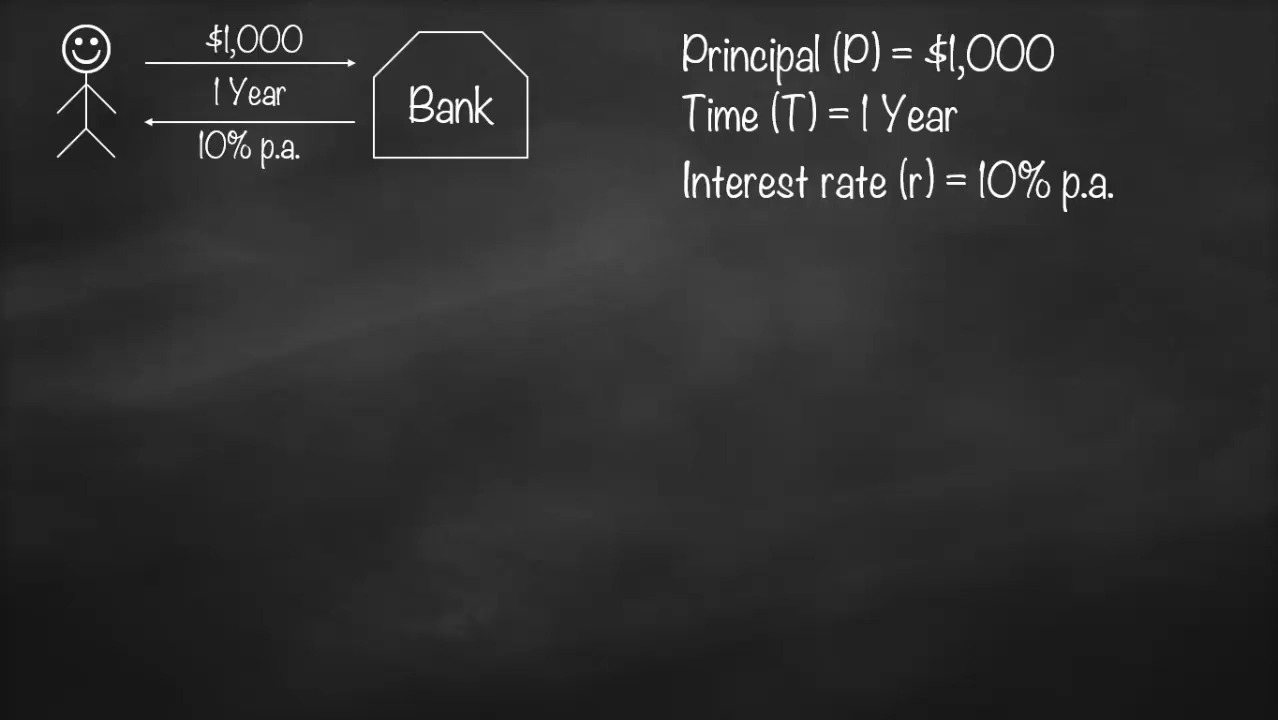 $1,000
1 Year
10% p.a.
Bank
Principal (P) = $1,000
Time (T) = 1 Year
Interest rate (r) = 10% p.a.